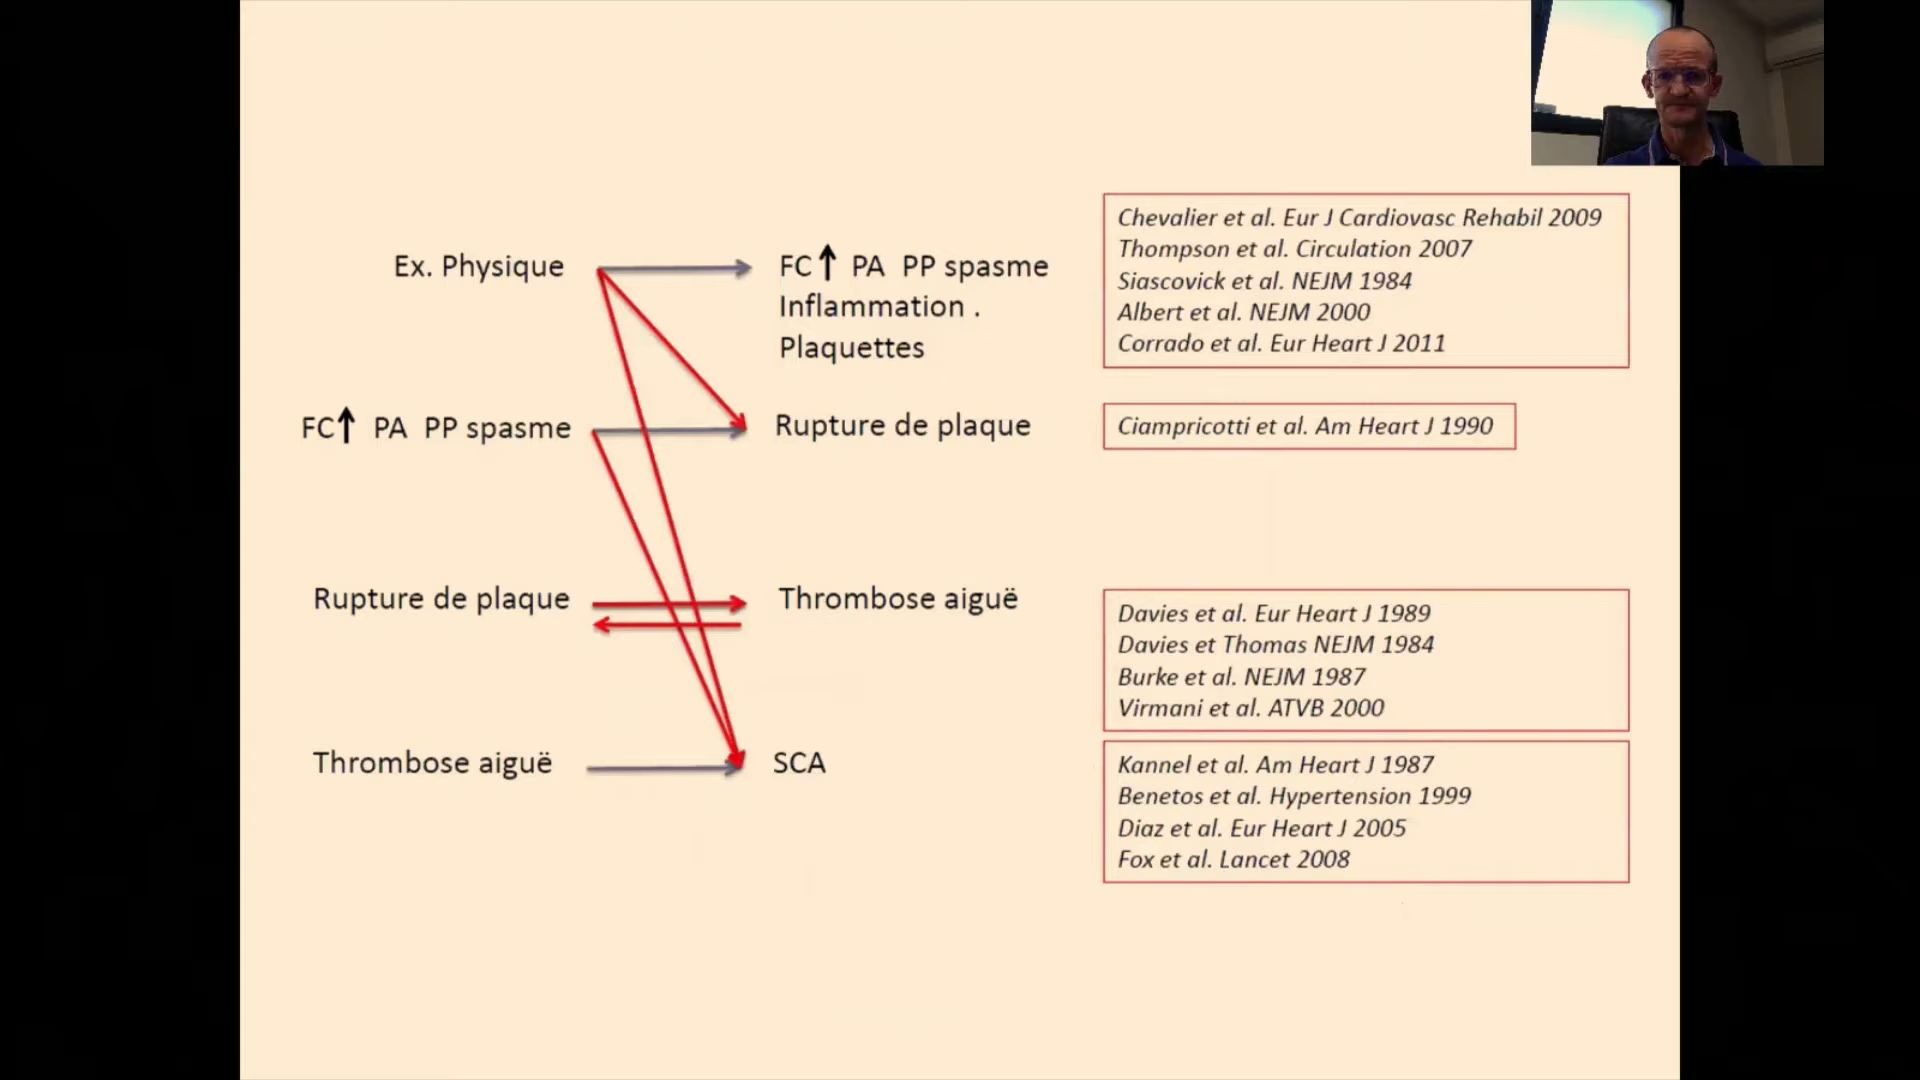 Ex. Physique
FC↑ PA PP spasme
Inflammation .
Plaquettes
Chevalier et al. Eur J Cardiovasc Rehabil 2009
Thompson et al. Circulation 2007
Siascovick et al. NEJM 1984
Albert et al. NEJM 2000
Corrado et al. Eur Heart J 2011
FC↑ PA PP spasme
Rupture de plaque
Ciampricotti et al. Am Heart J 1990
Rupture de plaque
Thrombose aiguë
Davies et al. Eur Heart J 1989
Davies et Thomas NEJM 1984
Burke et al. NEJM 1987
Virmani et al. ATVB 2000
Thrombose aiguë
SCA
Kannel et al. Am Heart J 1987
Benetos et al. Hypertension 1999
Diaz et al. Eur Heart J 2005
Fox et al. Lancet 2008